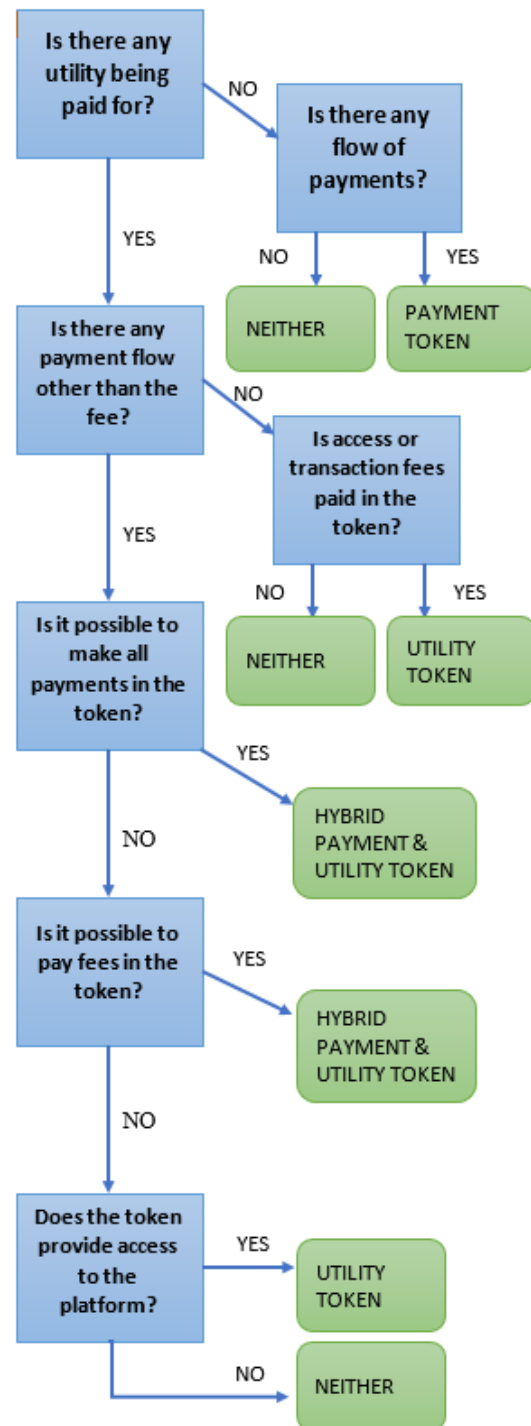 Is there any
utility being
paid for?
NO
Is there any
flow of
payments?
YES
NO
YES
NEITHER
PAYMENT
TOKEN
Is there any
payment flow
other than the
fee?
NO
Is access or
transaction fees
paid in the
token?
YES
NO
YES
NEITHER
UTILITY
TOKEN
Is it possible to
make all
payments in the
token?
YES
HYBRID
PAYMENT &
UTILITY TOKEN
NO
Is it possible to
pay fees in the
token?
YES
HYBRID
PAYMENT &
UTILITY TOKEN
NO
Does the token
provide access
to the
platform?
YES
UTILITY
TOKEN
NO
NEITHER